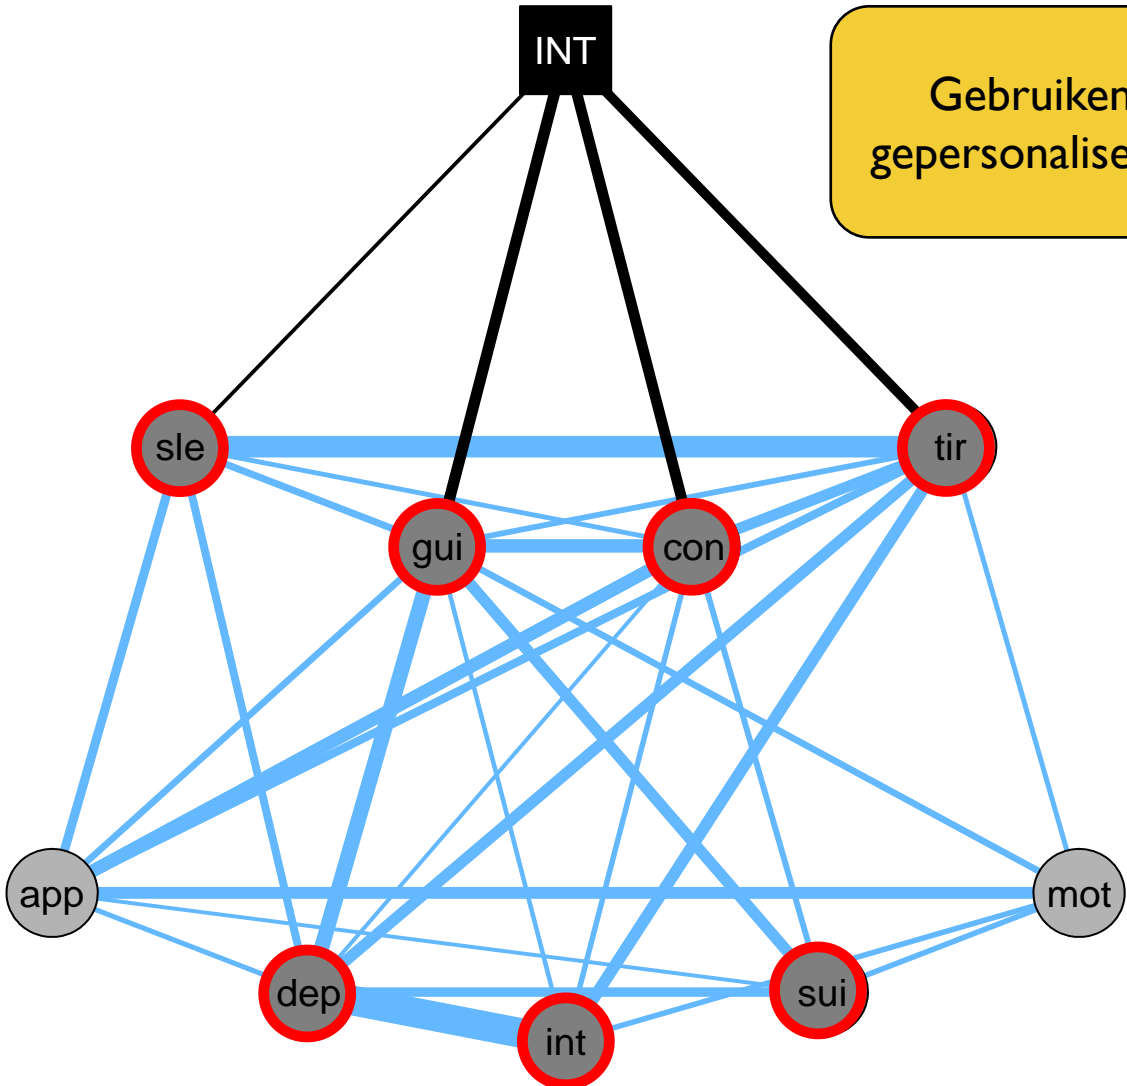 INT
Gebruiken
gepersonalise
sle
tir
gui
con
app
mot
dep
sui
int